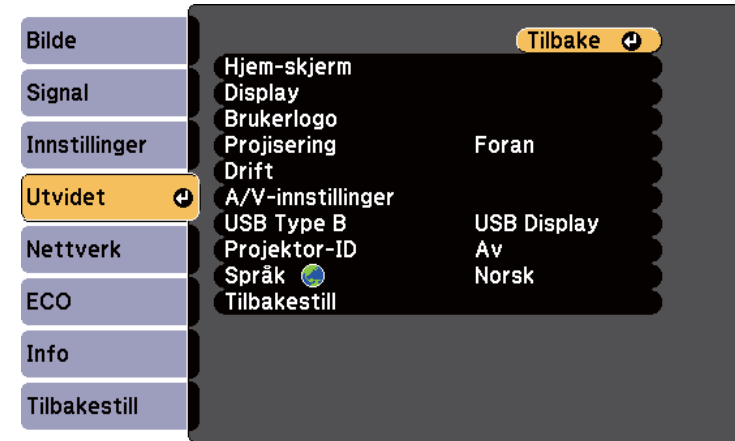 Bilde
Signal
Innstillinger
Utvidet
Nettverk
ECO
Info
Tilbakestill
Tilbake
Hjem-skjerm
Display
Brukerlogo
Projisering Foran
Drift
A/V-innstillinger
USB Type B USB Display
Projektor-ID Av
Språk Norsk
Tilbakestill